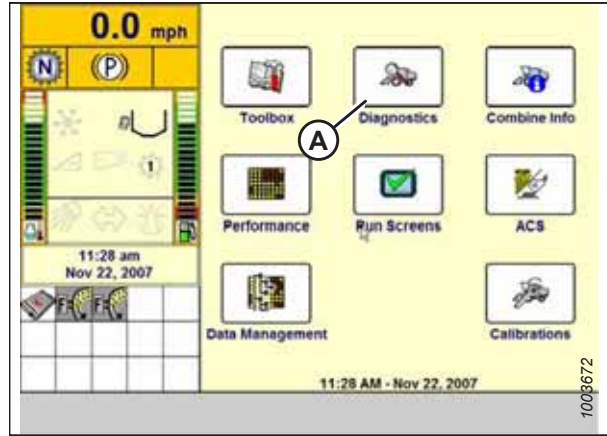 0.0 mph
N
(P)
1
11:28 am
Nov 22, 2007
Toolbox
Diagnostics
Combine Info
A
Performance
Run Screens
ACS
Data Management
Calibrations
11:28 AM - Nov 22, 2007
1003672